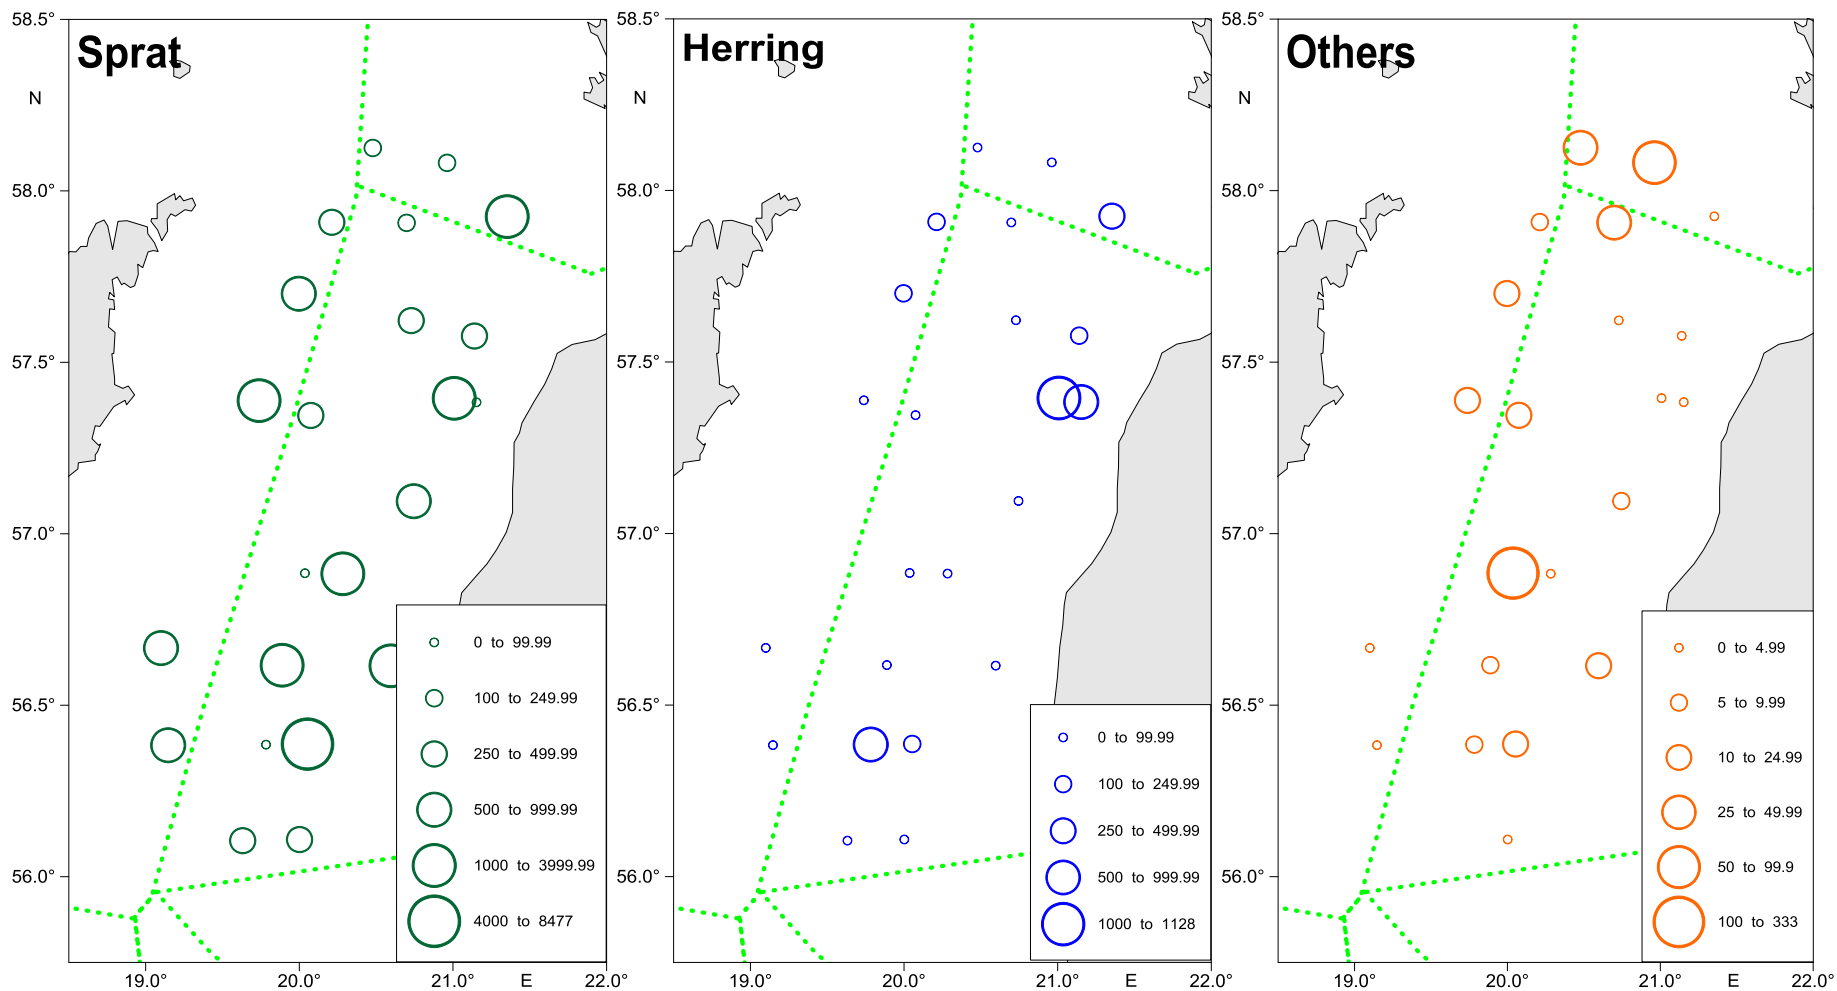 Sprat
58.5°
N
58.0°
57.5°
57.0°
56.5°
56.0°
19.0°
20.0°
21.0°
E
22.0°
0 to 99.99
100 to 249.99
250 to 499.99
500 to 999.99
1000 to 3999.99
4000 to 8477
Herring
58.5°
N
58.0°
57.5°
57.0°
56.5°
56.0°
19.0°
20.0°
21.0°
E
22.0°
0 to 99.99
100 to 249.99
250 to 499.99
500 to 999.99
1000 to 1128
Others
58.5°
N
58.0°
57.5°
57.0°
56.5°
56.0°
19.0°
20.0°
21.0°
E
22.0°
0 to 4.99
5 to 9.99
10 to 24.99
25 to 49.99
50 to 99.9
100 to 333